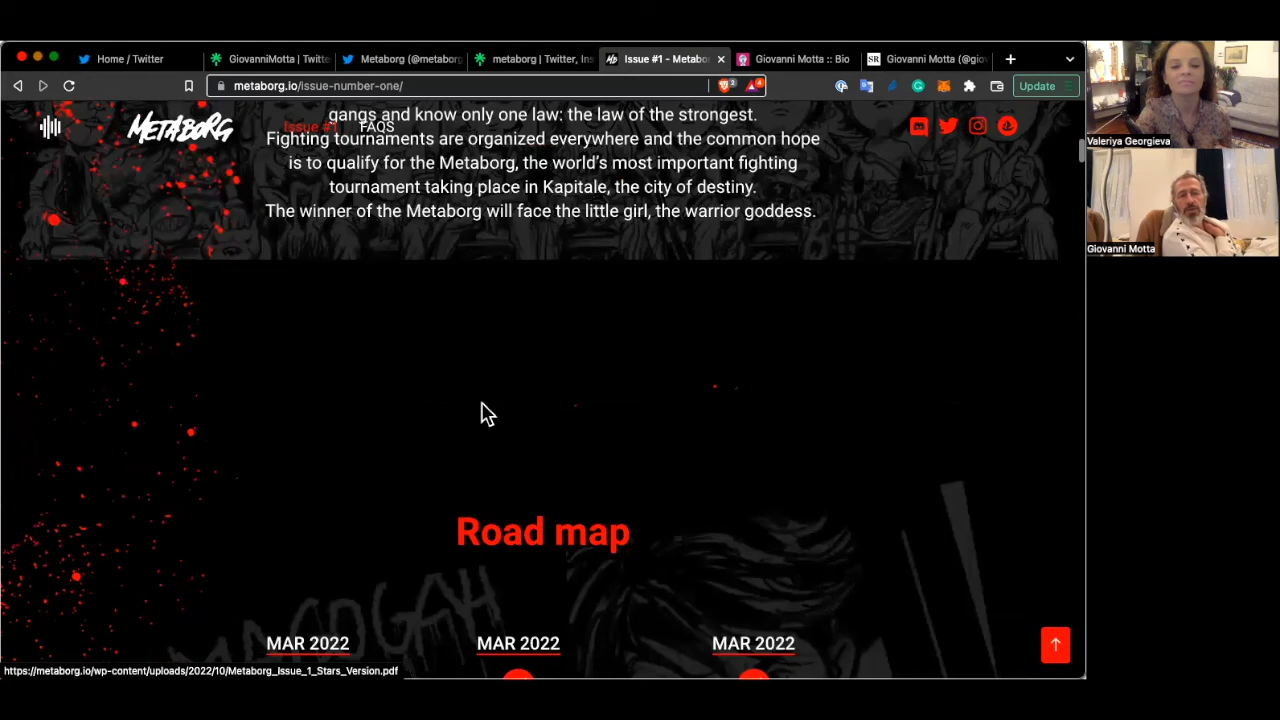 Home / Twitter
GiovanniMotta | Twitte
Metaborg (@metaborg
metaborg | Twitter, Ins
Issue #1 - Metabo
Giovanni Motta :: Bio
Giovanni Motta (@giov
metaborg.io/issue-number-one/
Update
METABORG
Issue #1
FAQS
gangs and know only one law: the law of the strongest.
Fighting tournaments are organized everywhere and the common hope
is to qualify for the Metaborg, the world's most important fighting
tournament taking place in Kapitale, the city of destiny.
The winner of the Metaborg will face the little girl, the warrior goddess.
Road map
MAR 2022
MAR 2022
MAR 2022
https://metaborg.io/wp-content/uploads/2022/10/Metaborg_Issue_1_Stars_Version.pdf
Valeriya Georgieva
Giovanni Motta